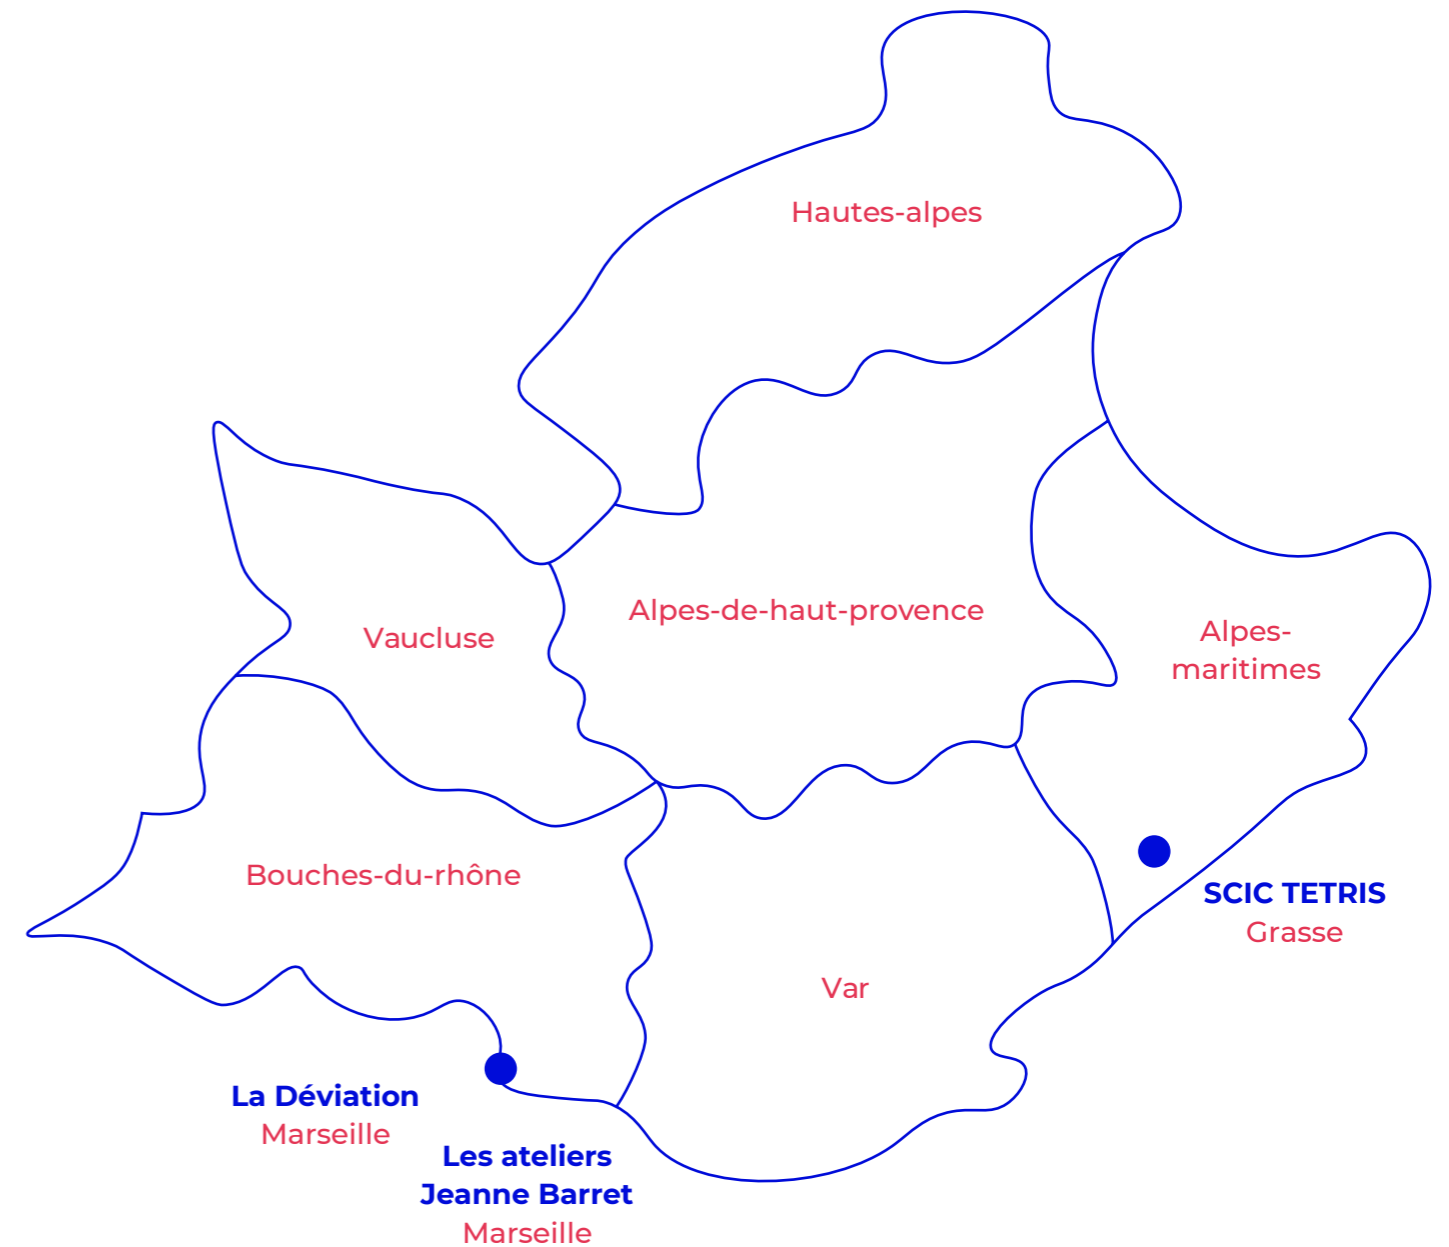 Hautes-alpes
Alpes-de-haut-provence
Vaucluse
Alpes-
maritimes
Bouches-du-rhône
SCIC TETRIS
Grasse
Var
La Déviation
Marseille
Les ateliers
Jeanne Barret
Marseille